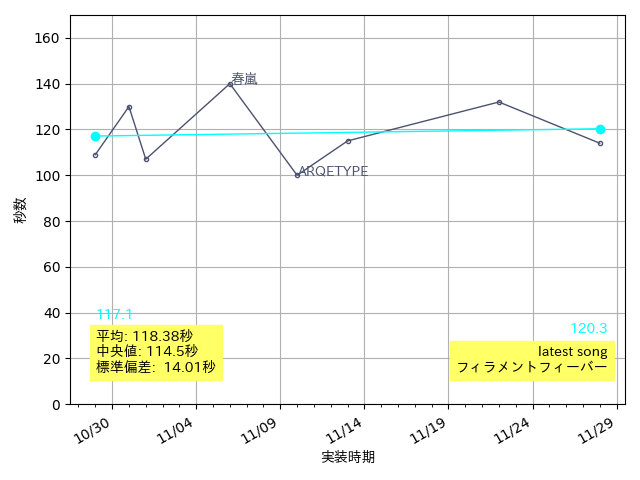 160
140
120
100
80
60
40
20
0
秒数
春嵐
ARQETYPE
117.1
平均: 118.38秒
中央値: 114.5秒
標準偏差:  14.01秒
120.3
latest song
フィラメントフィーバー
10/30
11/04
11/09
11/14
11/19
11/24
11/29
実装時期